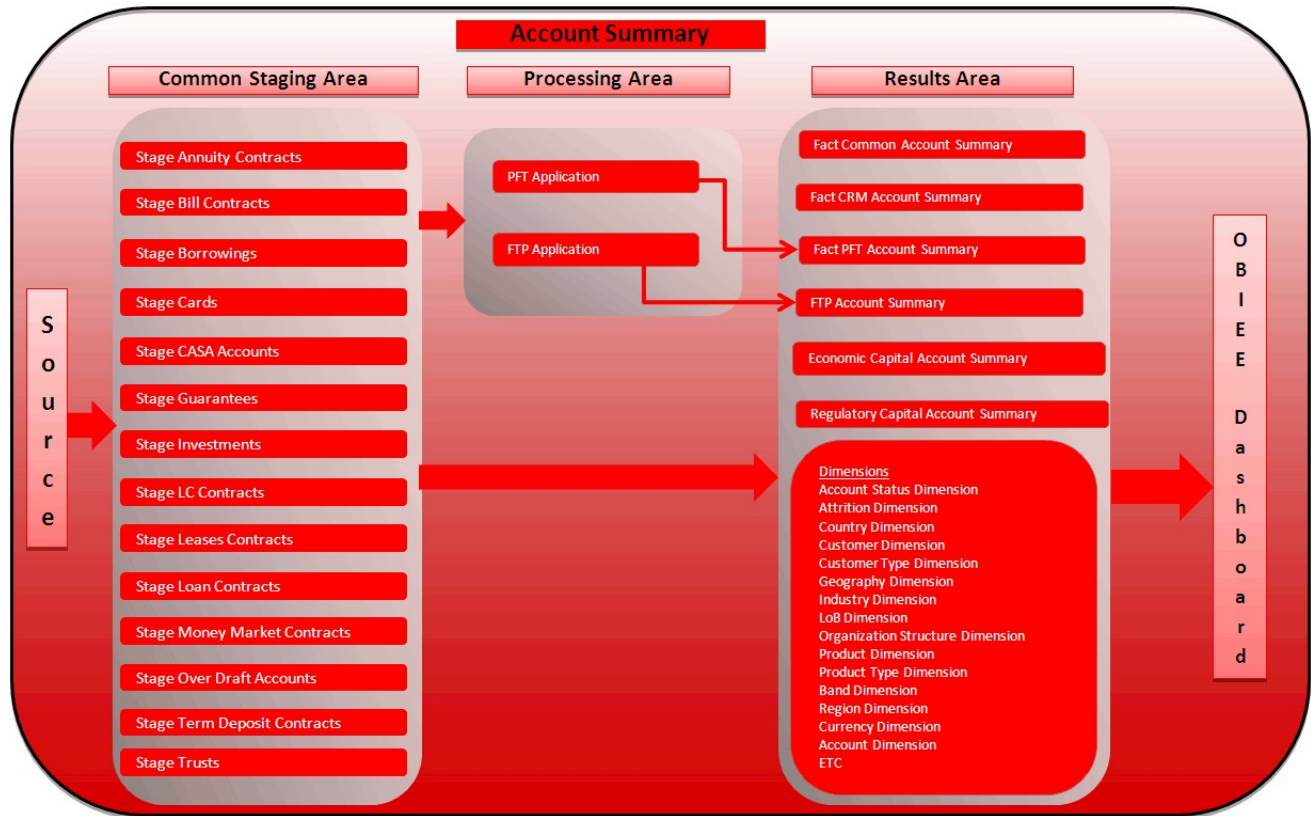 Account Summary
Common Staging Area
Processing Area
Results Area
Source
Stage Annuity Contracts
Stage Bill Contracts
Stage Borrowings
Stage Cards
Stage CASA Accounts
Stage Guarantees
Stage Investments
Stage LC Contracts
Stage Leases Contracts
Stage Loan Contracts
Stage Money Market Contracts
Stage Over Draft Accounts
Stage Term Deposit Contracts
Stage Trusts
PFT Application
FTP Application
Fact Common Account Summary
Fact CRM Account Summary
Fact PFT Account Summary
FTP Account Summary
Economic Capital Account Summary
Regulatory Capital Account Summary
Dimensions
Account Status Dimension
Attrition Dimension
Country Dimension
Customer Dimension
Customer Type Dimension
Geography Dimension
Industry Dimension
LoB Dimension
Organization Structure Dimension
Product Dimension
Product Type Dimension
Band Dimension
Region Dimension
Currency Dimension
Account Dimension
ETC
OBIEE Dashboard